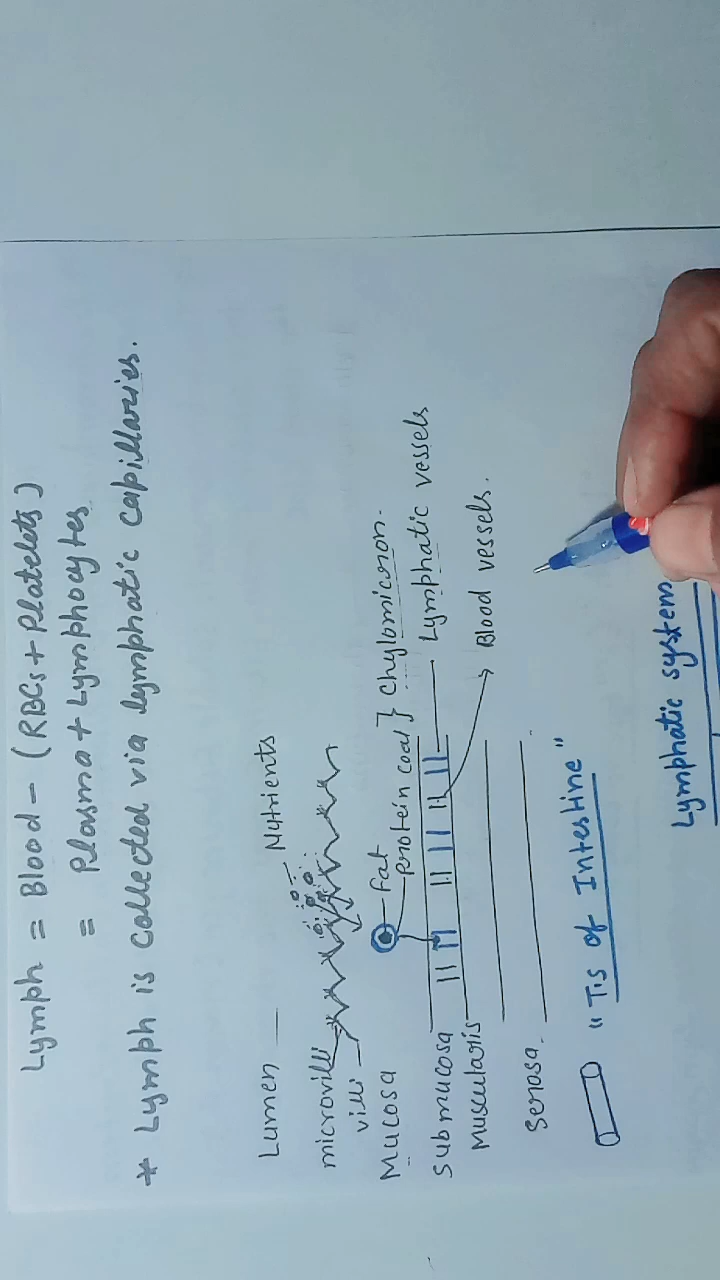 Lymph = Blood - (RBCs + Platelets)
= Plasma + Lymphocytes
* Lymph is collected via lymphatic capillaries.
Lumen
Nutrients
microvilli
villi
Mucosa
Fat
Protein coat } Chylomicron.
Submucosa
Lymphatic vessels
Muscularis
Blood vessels.
Serosa.
"T.s of Intestine"
Lymphatic system